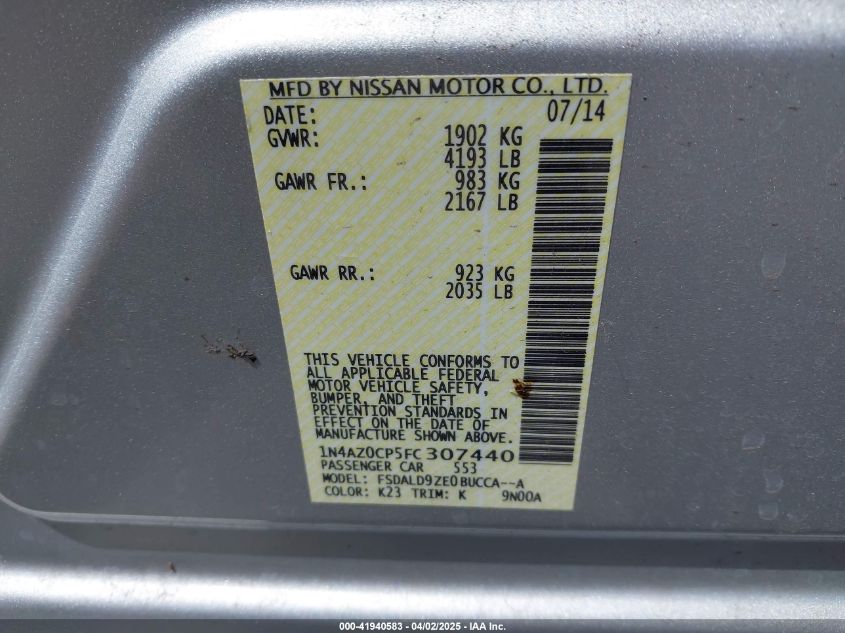 MFD BY NISSAN MOTOR CO., LTD.
DATE: 07/14
GVWR: 1902 KG
4193 LB
GAWR FR.: 983 KG
2167 LB
GAWR RR.: 923 KG
2035 LB
THIS VEHICLE CONFORMS TO
ALL APPLICABLE FEDERAL
MOTOR VEHICLE SAFETY,
BUMPER, AND THEFT
PREVENTION STANDARDS IN
EFFECT ON THE DATE OF
MANUFACTURE SHOWN ABOVE.
1N4AZ0CP5FC307440
PASSENGER CAR 553
MODEL: FSDALD9ZE0BUCCA--A
COLOR: K23 TRIM: K 9N00A
000-41940583 - 04/02/2025 - IAA Inc.